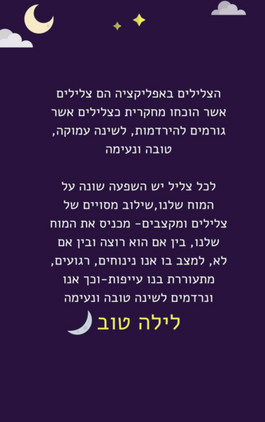 הצלילים באפליקציה הם צלילים
אשר הוכחו מחקרית כצלילים אשר
גורמים להירדמות, לשינה עמוקה,
טובה ונעימה
לכל צליל יש השפעה שונה על
המוח שלנו,שילוב מסויים של
צלילים ומקצבים- מכניס את המוח
שלנו, בין אם הוא רוצה ובין אם
לא, למצב בו אנו נינוחים, רגועים,
מתעוררת בנו עייפות-וכך אנו
ונרדמים לשינה טובה ונעימה
לילה טוב